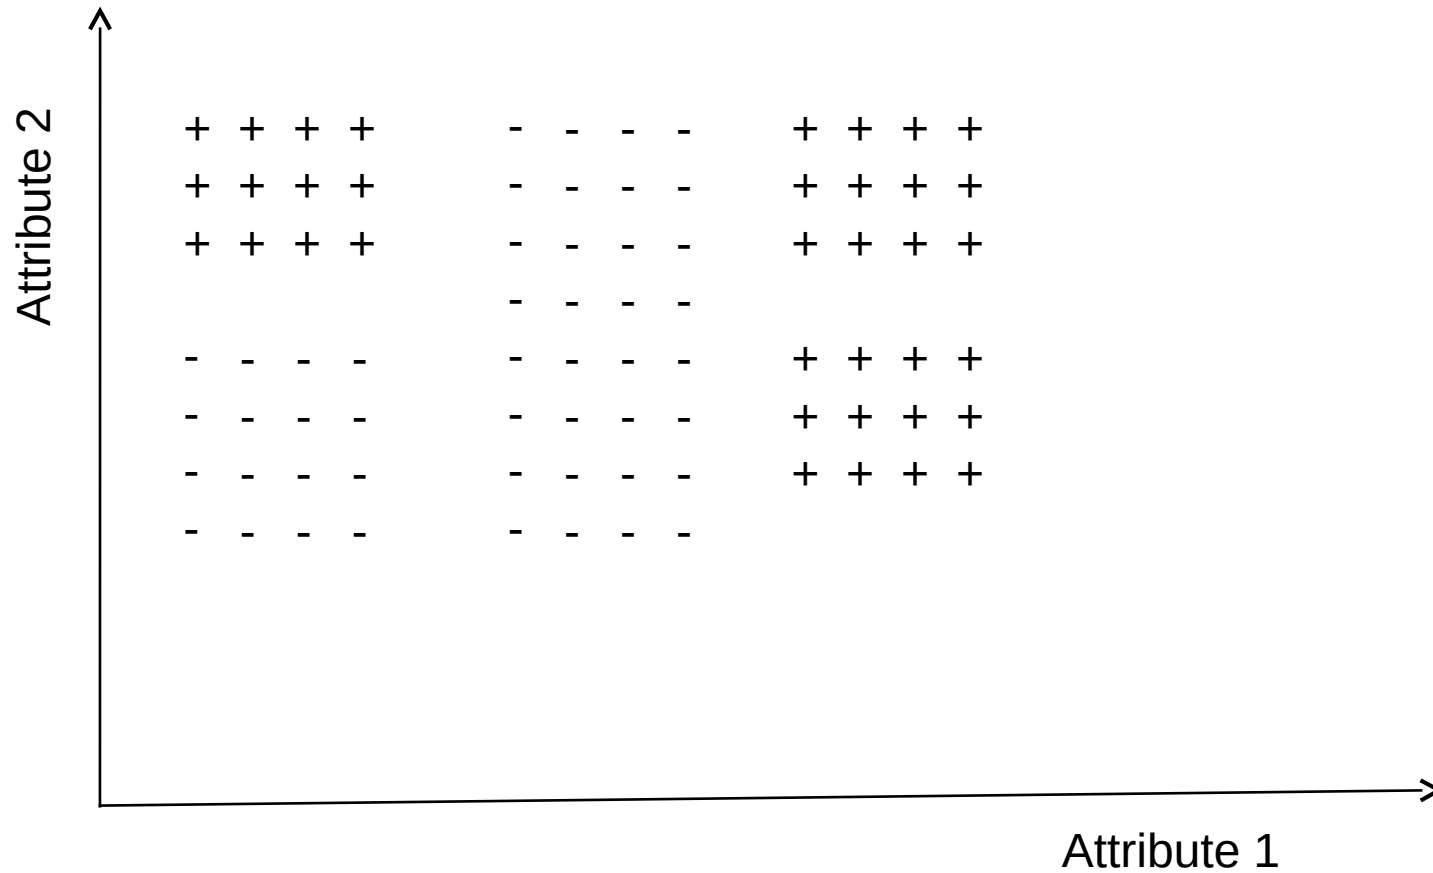 Attribute 2
+ + + + - - - - + + + +
+ + + + - - - - + + + +
+ + + + - - - - + + + +
- - - -
- - - - - - - - + + + +
- - - - - - - - + + + +
- - - - - - - - + + + +
- - - - - - - -
Attribute 1